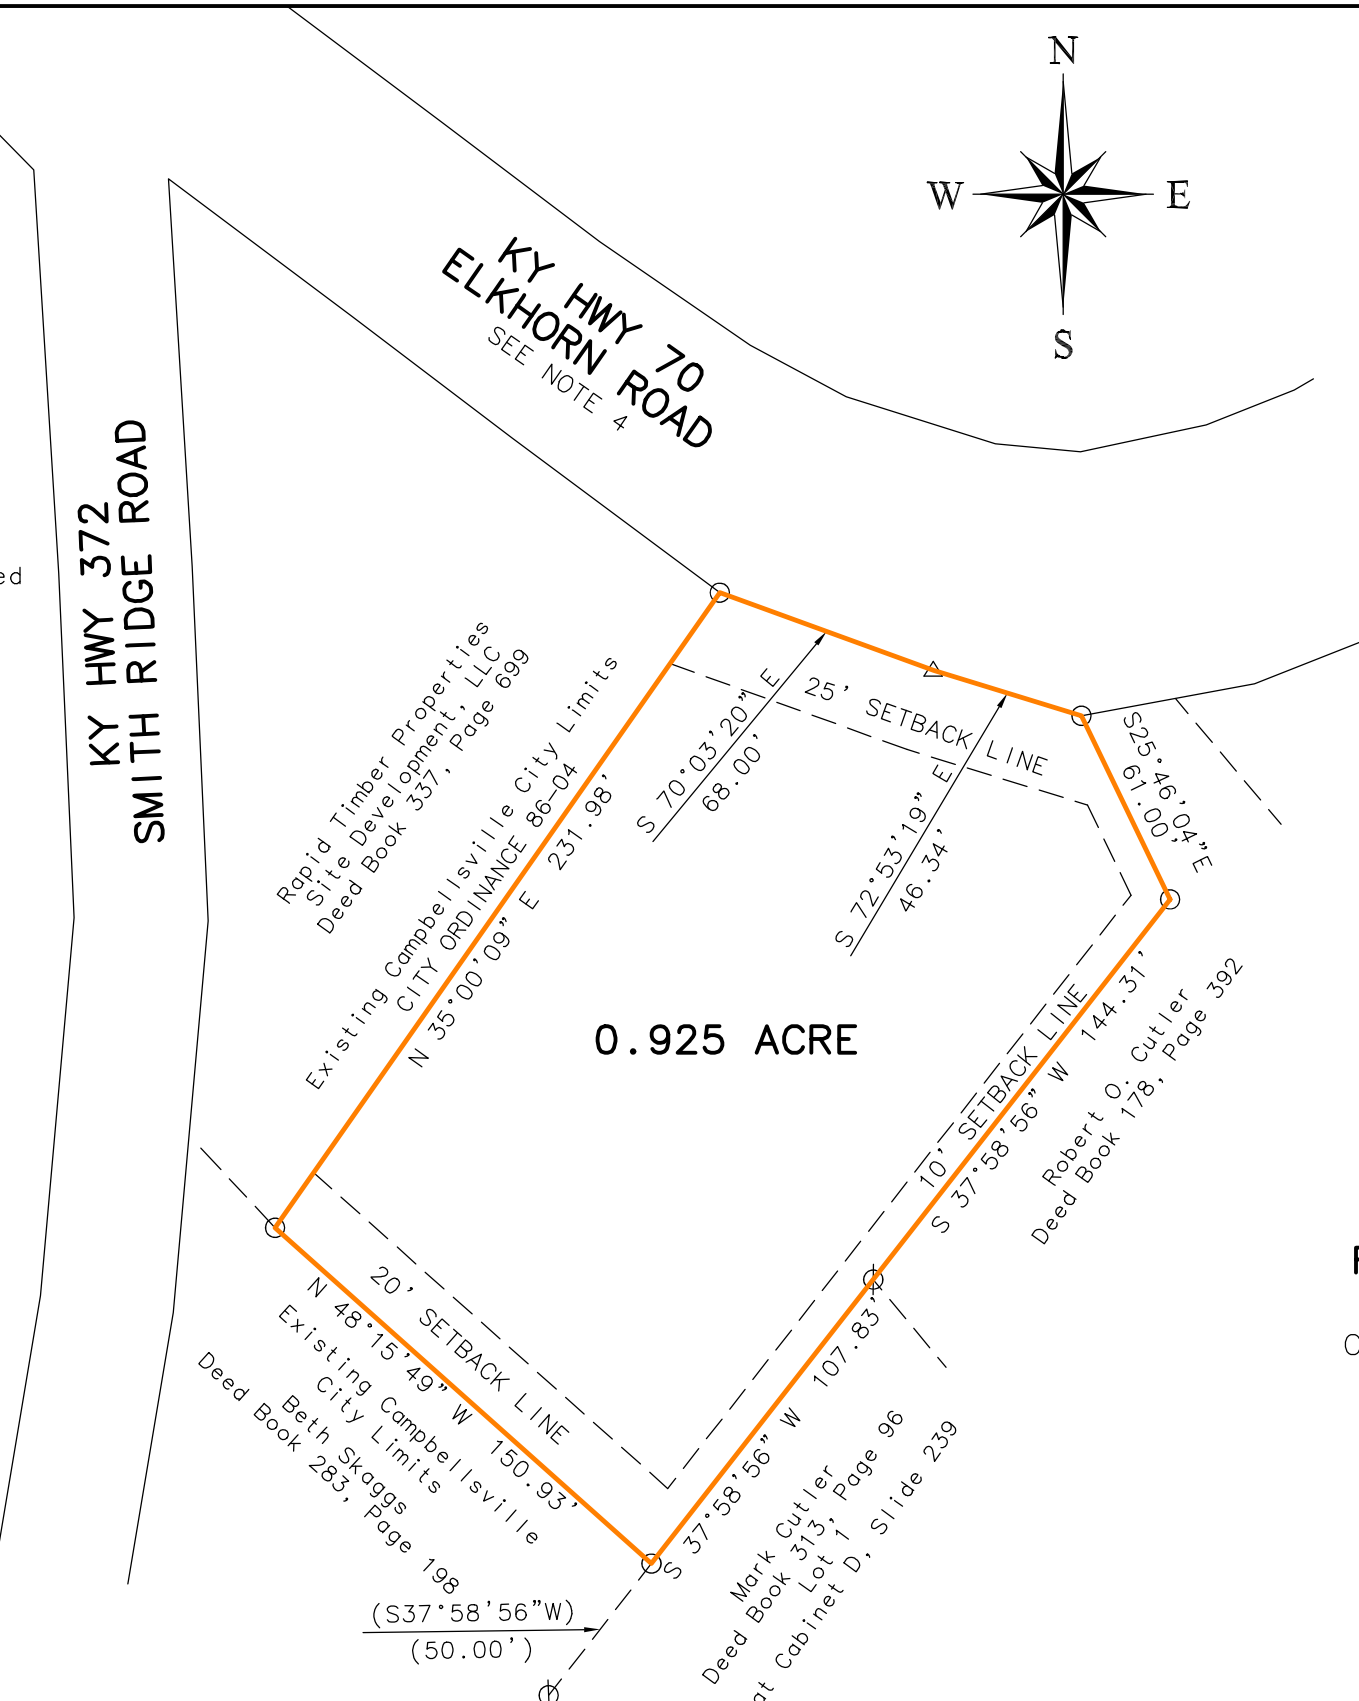 N
W
E
S
KY HWY 70
ELKHORN ROAD
SEE NOTE 4
KY HWY 372
SMITH RIDGE ROAD
ed
Rapid Timber Properties
Site Development, LLC
Deed Book 337, Page 699
Existing Campbellsville City Limits
CITY ORDINANCE 86-04
N 35°00'09" E 231.98'
S 70°03'20" E
68.00'
25' SETBACK LINE
S 72°53'19" E
46.34'
S25°46'04"E
61.00'
0.925 ACRE
10' SETBACK LINE
S 37°58'56" W 144.31'
Robert O. Cutler
Deed Book 178, Page 392
20' SETBACK LINE
N 48°15'49" W 150.93'
Existing Campbellsville
City Limits
Beth Skaggs
Deed Book 283, Page 198
S 37°58'56" W 107.83'
Mark Cutler
Deed Book 313, Page 96
Lot 1
at Cabinet D, Slide 239
(S37°58'56"W)
(50.00')